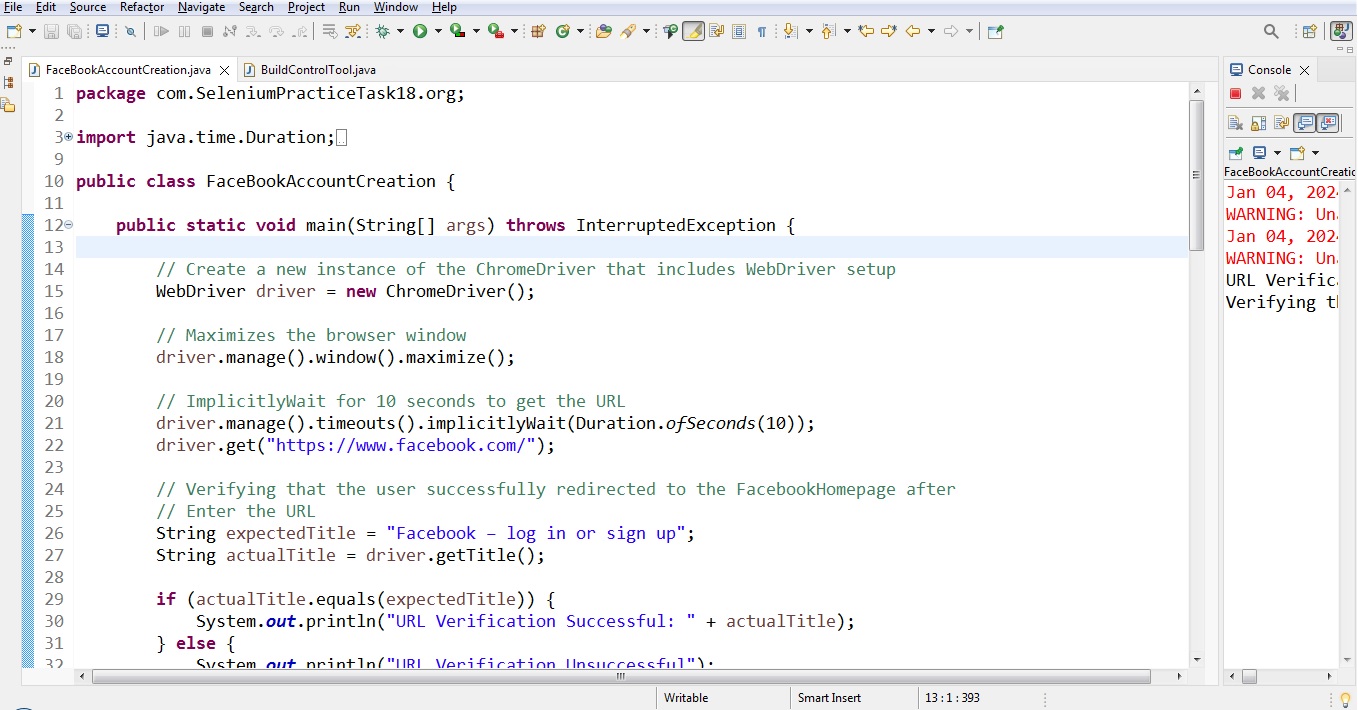 File Edit Source Refactor Navigate Search Project Run Window Help
FaceBookAccountCreation.java BuildControlTool.java
1 package com.SeleniumPracticeTask18.org;
2
3 import java.time.Duration;
9
10 public class FaceBookAccountCreation {
11
12 public static void main(String[] args) throws InterruptedException {
13
14 // Create a new instance of the ChromeDriver that includes WebDriver setup
15 WebDriver driver = new ChromeDriver();
16
17 // Maximizes the browser window
18 driver.manage().window().maximize();
19
20 // ImplicitlyWait for 10 seconds to get the URL
21 driver.manage().timeouts().implicitlyWait(Duration.ofSeconds(10));
22 driver.get("https://www.facebook.com/");
23
24 // Verifying that the user successfully redirected to the FacebookHomepage after
25 // Enter the URL
26 String expectedTitle = "Facebook – log in or sign up";
27 String actualTitle = driver.getTitle();
28
29 if (actualTitle.equals(expectedTitle)) {
30 System.out.println("URL Verification Successful: " + actualTitle);
31 } else {
32 System.out.println("URL Verification Unsuccessful");
Console
FaceBookAccountCreatio
Jan 04, 202
WARNING: Un
Jan 04, 202
WARNING: Un
URL Verific
Verifying t
Writable Smart Insert 13 : 1 : 393